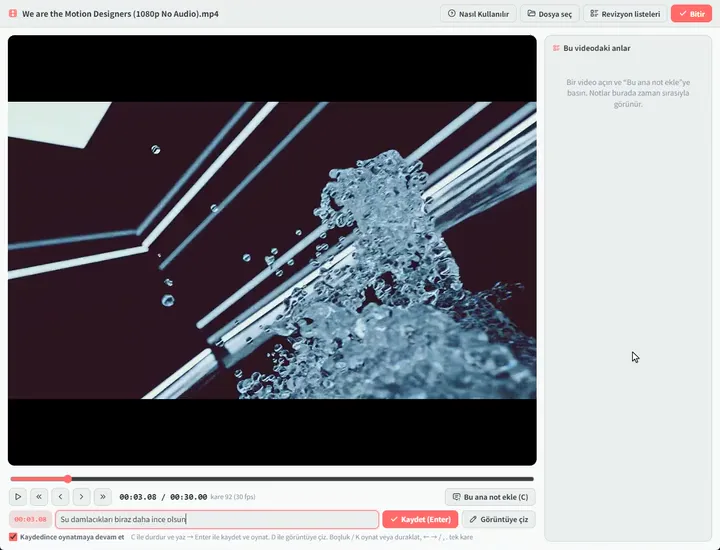 We are the Motion Designers (1080p No Audio).mp4
Nasıl Kullanılır
Dosya seç
Revizyon listeleri
Bitir
Bu videodaki anlar
Bir video açın ve "Bu ana not ekle"ye
basın. Notlar burada zaman sırasıyla
görünür.
00:03.08 / 00:30.00 kare 92 (30 fps)
Bu ana not ekle (C)
00:03.08
Su damlacıkları biraz daha ince olsun
Kaydet (Enter)
Görüntüye çiz
Kaydedince oynatmaya devam et
C ile durdur ve yaz → Enter ile kaydet ve oynat. D ile görüntüye çiz. Boşluk / K oynat veya duraklat, ← → / , . tek kare